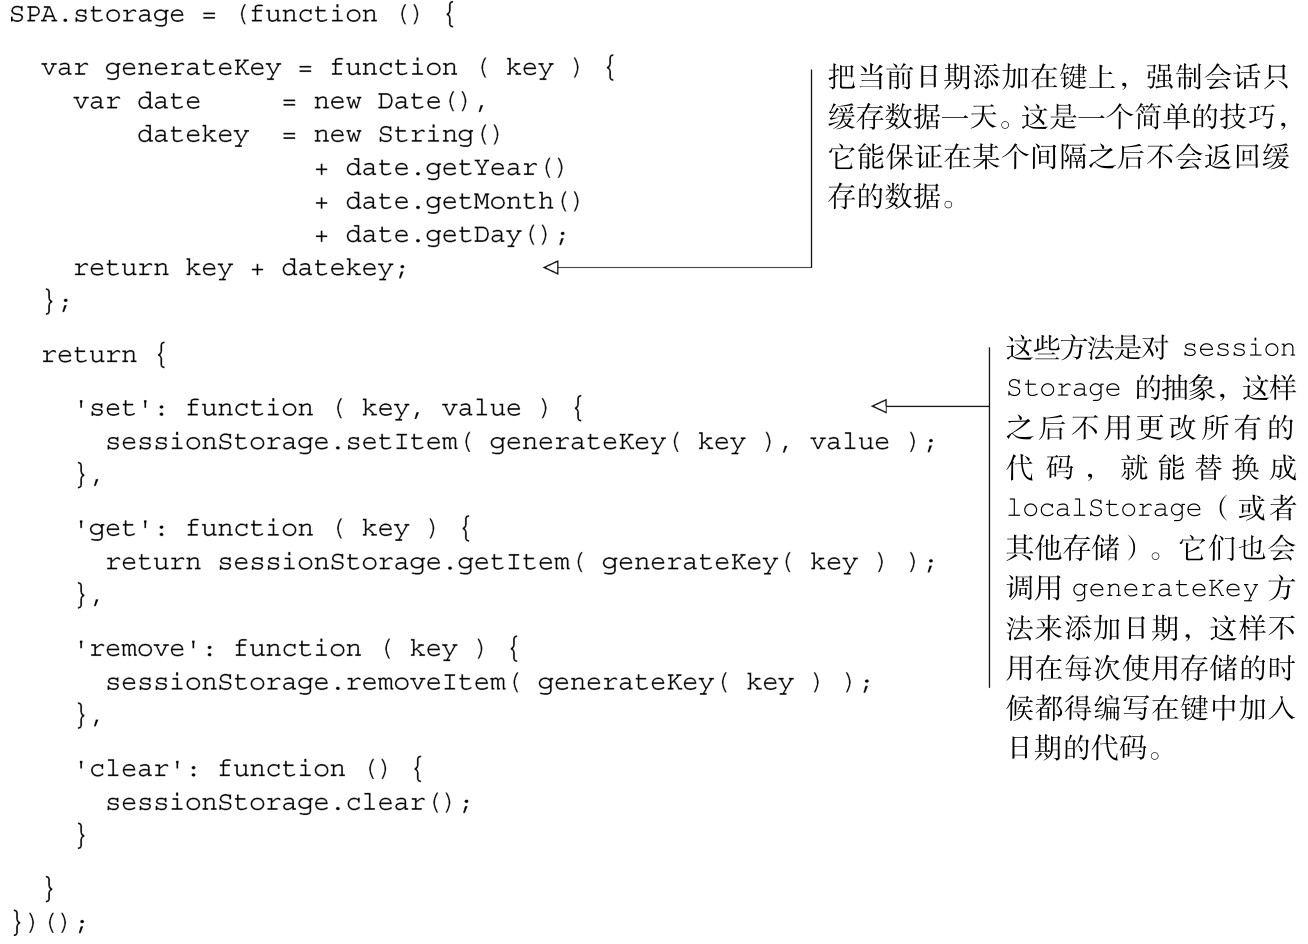 SPA.storage = (function () {
var generateKey = function ( key ) {
var date = new Date(),
datekey = new String()
+ date.getYear()
+ date.getMonth()
+ date.getDay();
return key + datekey;
};
把当前日期添加在键上，强制会话只
缓存数据一天。这是一个简单的技巧，
它能保证在某个间隔之后不会返回缓
存的数据。
return {
'set': function ( key, value ) {
sessionStorage.setItem( generateKey( key ), value );
},
'get': function ( key ) {
return sessionStorage.getItem( generateKey( key ) );
},
'remove': function ( key ) {
sessionStorage.removeItem( generateKey( key ) );
},
'clear': function () {
sessionStorage.clear();
}
}
})();
这些方法是对 session
Storage 的抽象，这样
之后不用更改所有的
代码，就能替换成
localStorage（或者
其他存储）。它们也会
调用 generateKey 方
法来添加日期，这样不
用在每次使用存储的时
候都得编写在键中加入
日期的代码。